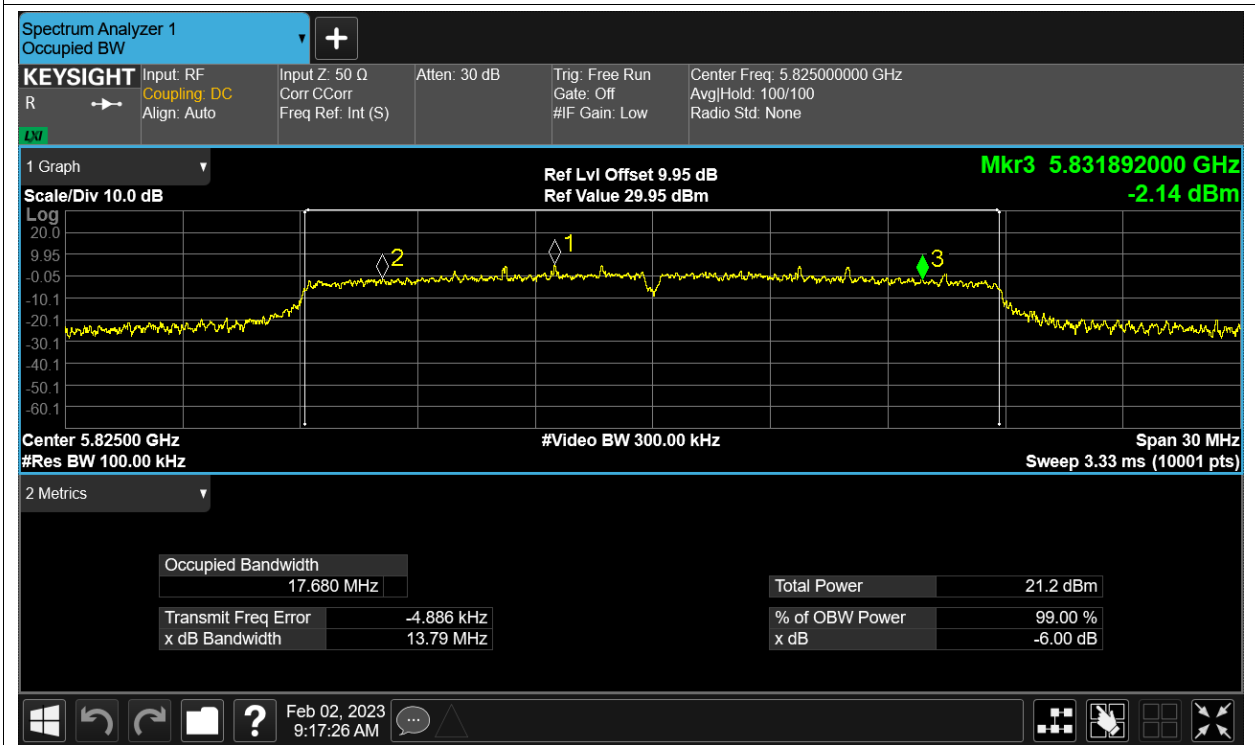 Spectrum Analyzer 1
Occupied BW
KEYSIGHT
R
LXI
Input: RF
Coupling: DC
Align: Auto
Input Z: 50 Ω
Corr CCorr
Freq Ref: Int (S)
Atten: 30 dB
Trig: Free Run
Gate: Off
#IF Gain: Low
Center Freq: 5.825000000 GHz
Avg|Hold: 100/100
Radio Std: None
1 Graph
Scale/Div 10.0 dB
Ref Lvl Offset 9.95 dB
Ref Value 29.95 dBm
Mkr3 5.831892000 GHz
-2.14 dBm
Log
20.0
9.95
-0.05
-10.1
-20.1
-30.1
-40.1
-50.1
-60.1
2
1
3
Center 5.82500 GHz
#Video BW 300.00 kHz
Span 30 MHz
#Res BW 100.00 kHz
Sweep 3.33 ms (10001 pts)
2 Metrics
Occupied Bandwidth
17.680 MHz
Total Power 21.2 dBm
Transmit Freq Error -4.886 kHz
% of OBW Power 99.00 %
x dB Bandwidth 13.79 MHz
x dB -6.00 dB
?
Feb 02, 2023
9:17:26 AM